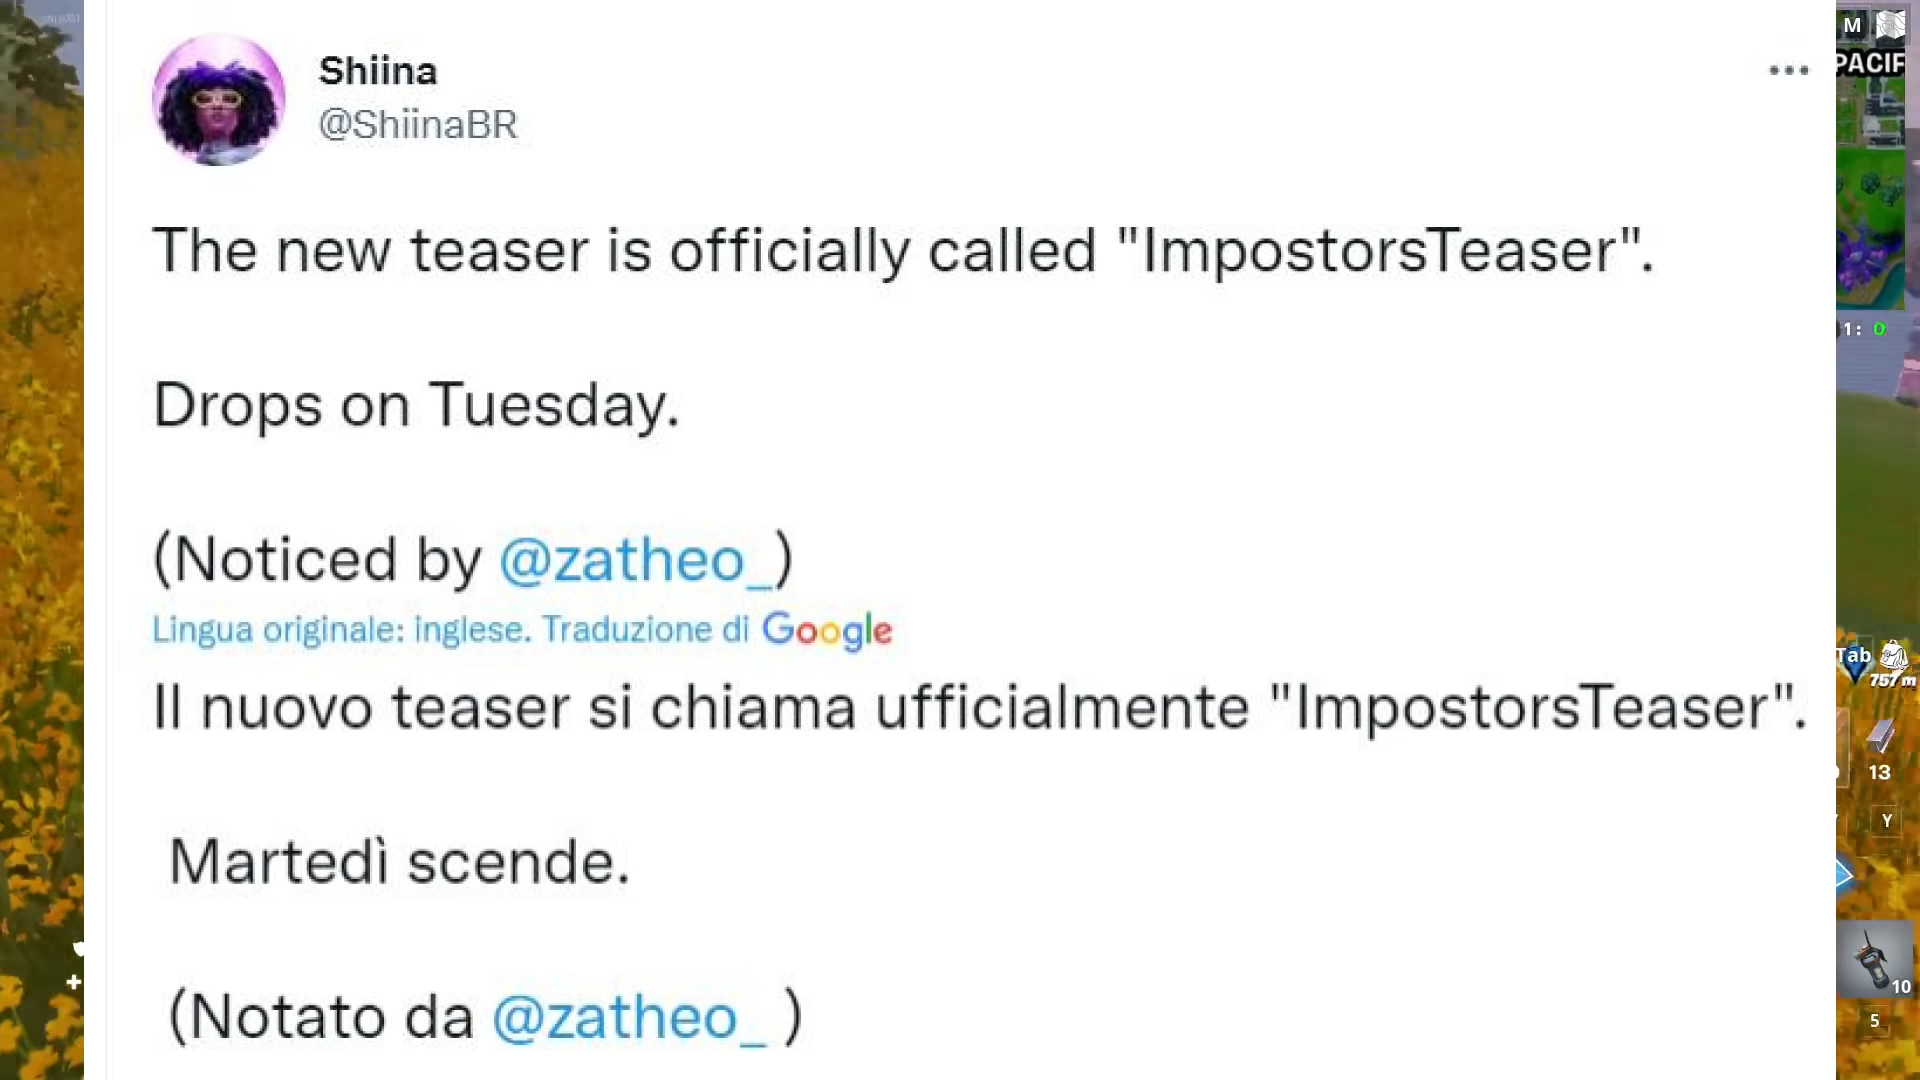 Shiina
@ShiinaBR
The new teaser is officially called "ImpostorsTeaser".
Drops on Tuesday.
(Noticed by @zatheo_)
Lingua originale: inglese. Traduzione di Google
Il nuovo teaser si chiama ufficialmente "ImpostorsTeaser".
Martedì scende.
(Notato da @zatheo_ )
M
PACIF
1: 0
Tab
757 m
13
Y
10
5